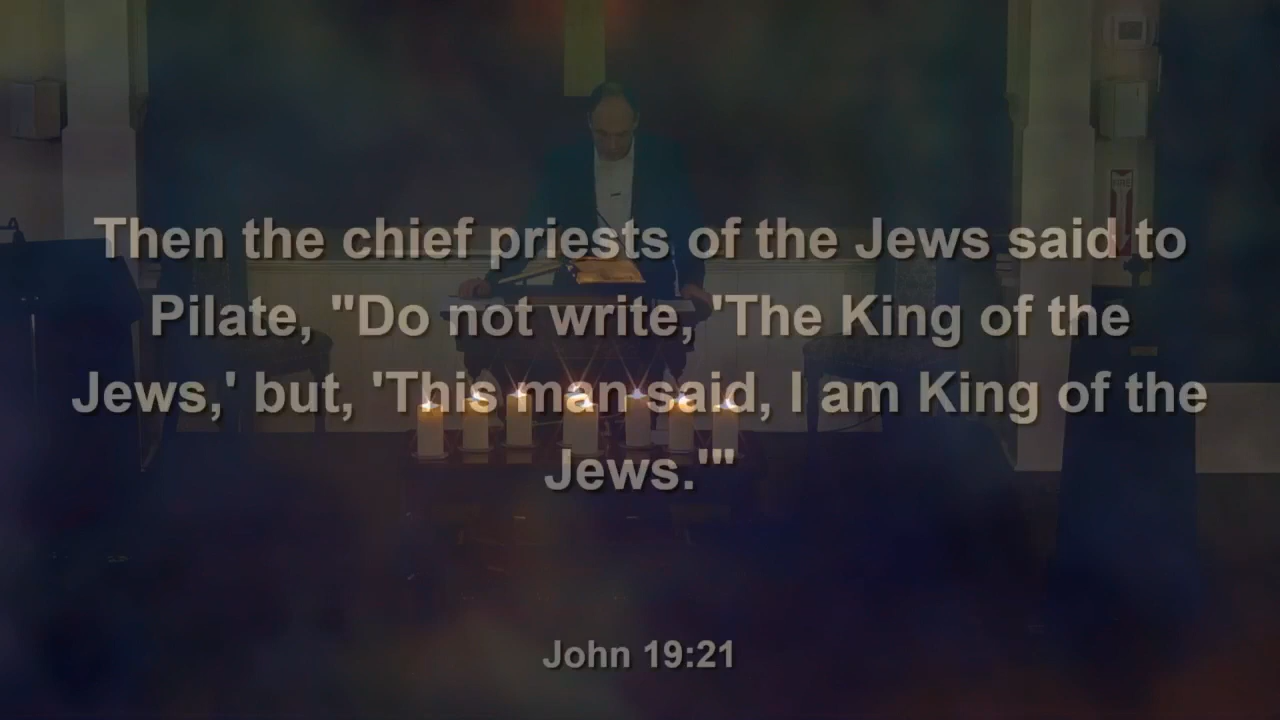 Then the chief priests of the Jews said to
Pilate, "Do not write, 'The King of the
Jews,' but, 'This man said, I am King of the
Jews.'"
John 19:21
FIRE